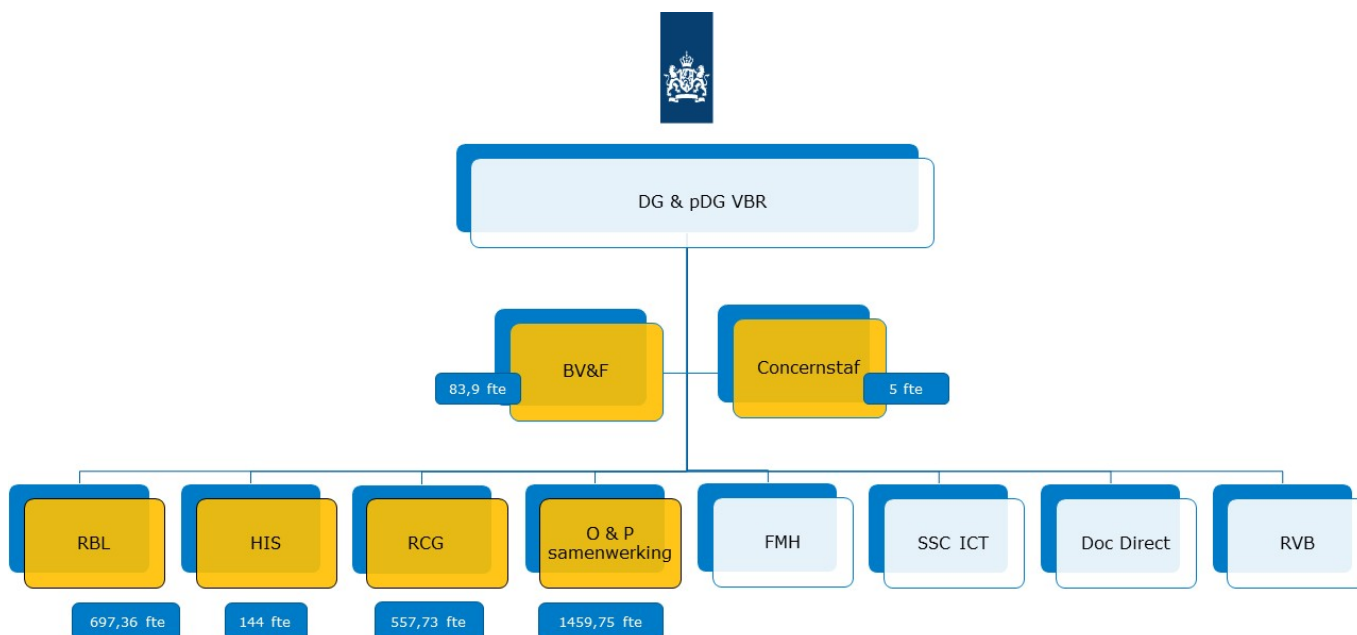 DG & pDG VBR
BV&F
83,9 fte
Concernstaf
5 fte
RBL
HIS
RCG
O & P
samenwerking
FMH
SSC ICT
Doc Direct
RVB
697,36 fte
144 fte
557,73 fte
1459,75 fte